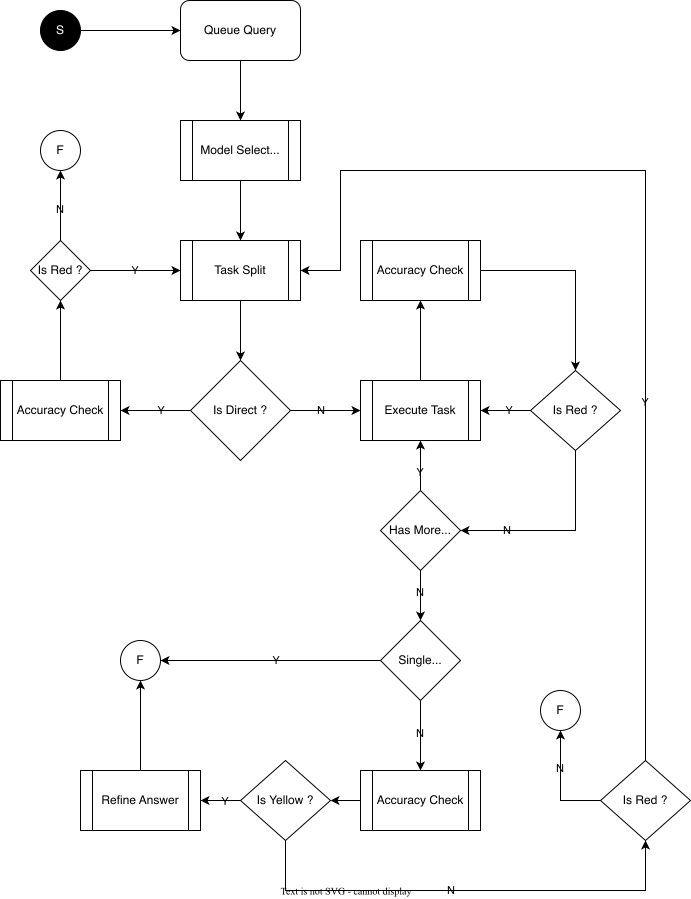 S
Queue Query
F
Model Select...
N
Is Red ?
Y
Task Split
Accuracy Check
Accuracy Check
Y
Is Direct ?
N
Execute Task
Y
Is Red ?
Y
Y
Has More...
N
N
F
Y
Single...
F
N
N
Refine Answer
Y
Is Yellow ?
Accuracy Check
Is Red ?
Text is not SVG - cannot display
N